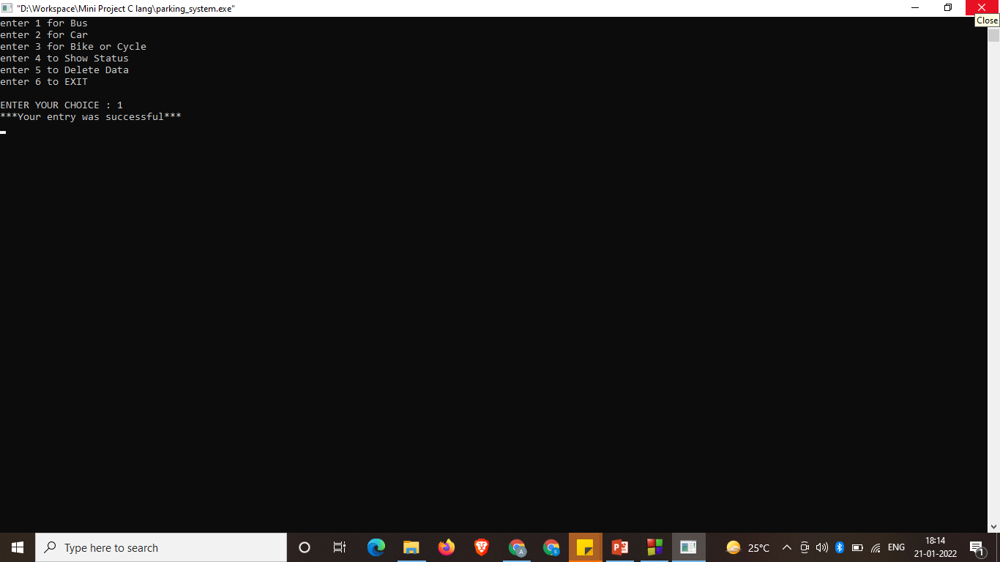 "D:\Workspace\Mini Project C lang\parking_system.exe"
Close
enter 1 for Bus
enter 2 for Car
enter 3 for Bike or Cycle
enter 4 to Show Status
enter 5 to Delete Data
enter 6 to EXIT
ENTER YOUR CHOICE : 1
***Your entry was successful***
Type here to search
A
S
P
25°C
ENG
18:14
21-01-2022
1